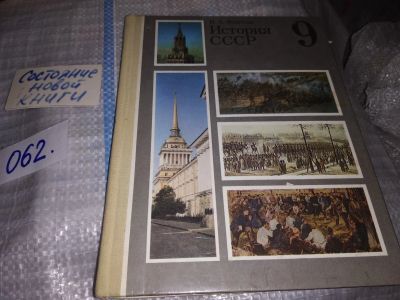 История
СССР
9
Состояние
новой
книги
062.